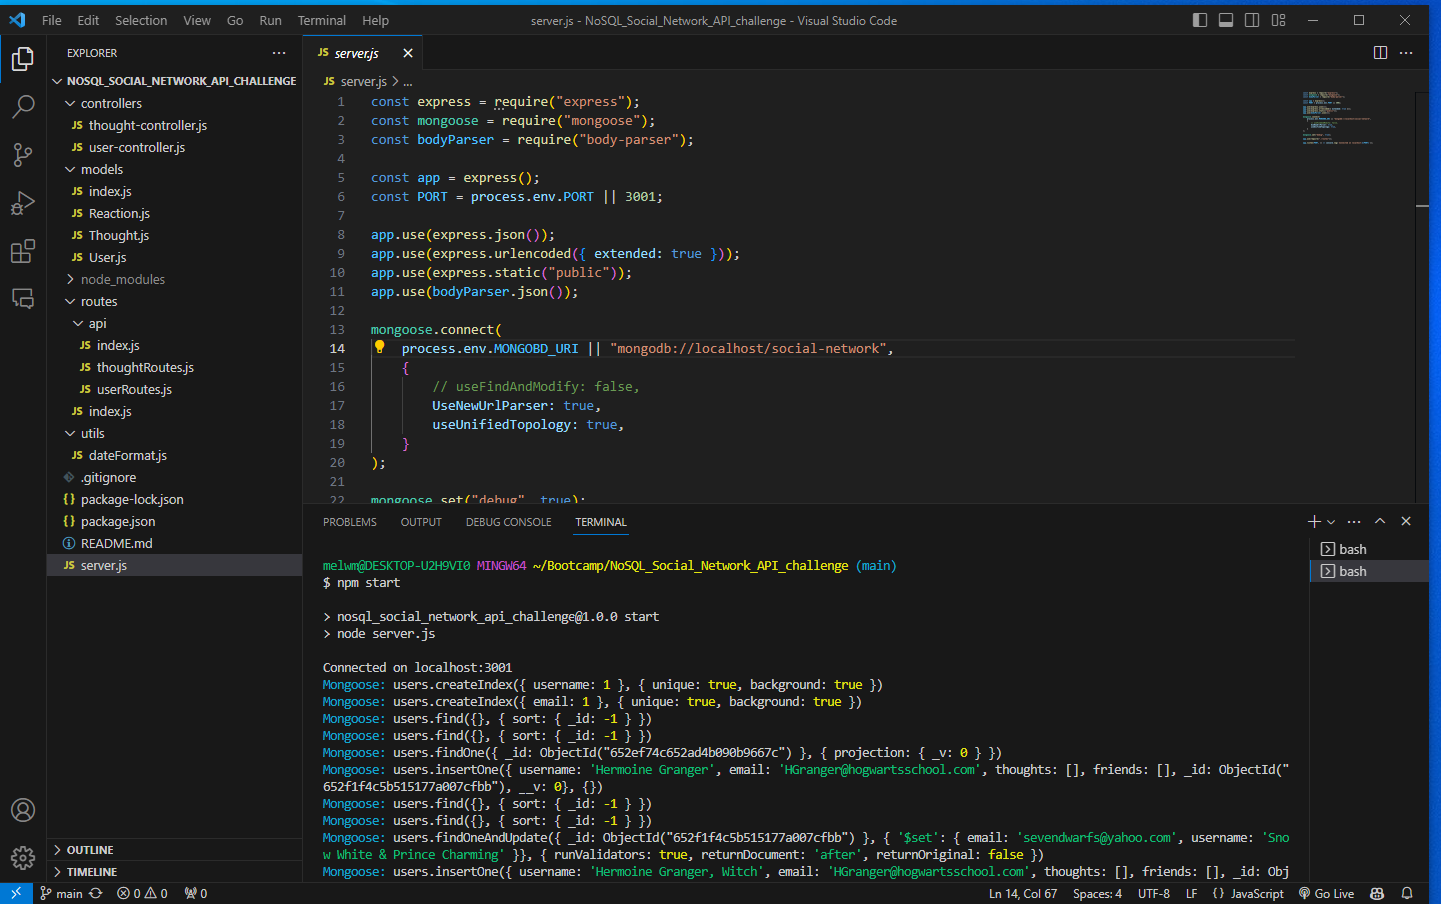 File Edit Selection View Go Run Terminal Help
server.js - NoSQL_Social_Network_API_challenge - Visual Studio Code
EXPLORER
NOSQL_SOCIAL_NETWORK_API_CHALLENGE
controllers
JS thought-controller.js
JS user-controller.js
models
JS index.js
JS Reaction.js
JS Thought.js
JS User.js
node_modules
routes
api
JS index.js
JS thoughtRoutes.js
JS userRoutes.js
JS index.js
utils
JS dateFormat.js
.gitignore
{} package-lock.json
{} package.json
README.md
JS server.js
OUTLINE
TIMELINE
JS server.js
JS server.js > ...
1 const express = require("express");
2 const mongoose = require("mongoose");
3 const bodyParser = require("body-parser");
4
5 const app = express();
6 const PORT = process.env.PORT || 3001;
7
8 app.use(express.json());
9 app.use(express.urlencoded({ extended: true }));
10 app.use(express.static("public"));
11 app.use(bodyParser.json());
12
13 mongoose.connect(
14 process.env.MONGOBD_URI || "mongodb://localhost/social-network",
15 {
16 // useFindAndModify: false,
17 UseNewUrlParser: true,
18 useUnifiedTopology: true,
19 }
20 );
21
22 mongoose.set("debug", true);
PROBLEMS OUTPUT DEBUG CONSOLE TERMINAL
bash
bash
melwm@DESKTOP-U2H9VI0 MINGW64 ~/Bootcamp/NoSQL_Social_Network_API_challenge (main)
$ npm start
> nosql_social_network_api_challenge@1.0.0 start
> node server.js
Connected on localhost:3001
Mongoose: users.createIndex({ username: 1 }, { unique: true, background: true })
Mongoose: users.createIndex({ email: 1 }, { unique: true, background: true })
Mongoose: users.find({}, { sort: { _id: -1 } })
Mongoose: users.find({}, { sort: { _id: -1 } })
Mongoose: users.findOne({ _id: ObjectId("652ef74c652ad4b090b9667c") }, { projection: { _v: 0 } })
Mongoose: users.insertOne({ username: 'Hermoine Granger', email: 'HGranger@hogwartsschool.com', thoughts: [], friends: [], _id: ObjectId("
652f1f4c5b515177a007cfbb"), __v: 0}, {})
Mongoose: users.find({}, { sort: { _id: -1 } })
Mongoose: users.find({}, { sort: { _id: -1 } })
Mongoose: users.findOneAndUpdate({ _id: ObjectId("652f1f4c5b515177a007cfbb") }, { '$set': { email: 'sevendwarfs@yahoo.com', username: 'Sno
w White & Prince Charming' }}, { runValidators: true, returnDocument: 'after', returnOriginal: false })
Mongoose: users.insertOne({ username: 'Hermoine Granger, Witch', email: 'HGranger@hogwartsschool.com', thoughts: [], friends: [], _id: Obj
main 0 0 0
Ln 14, Col 67 Spaces: 4 UTF-8 LF {} JavaScript Go Live